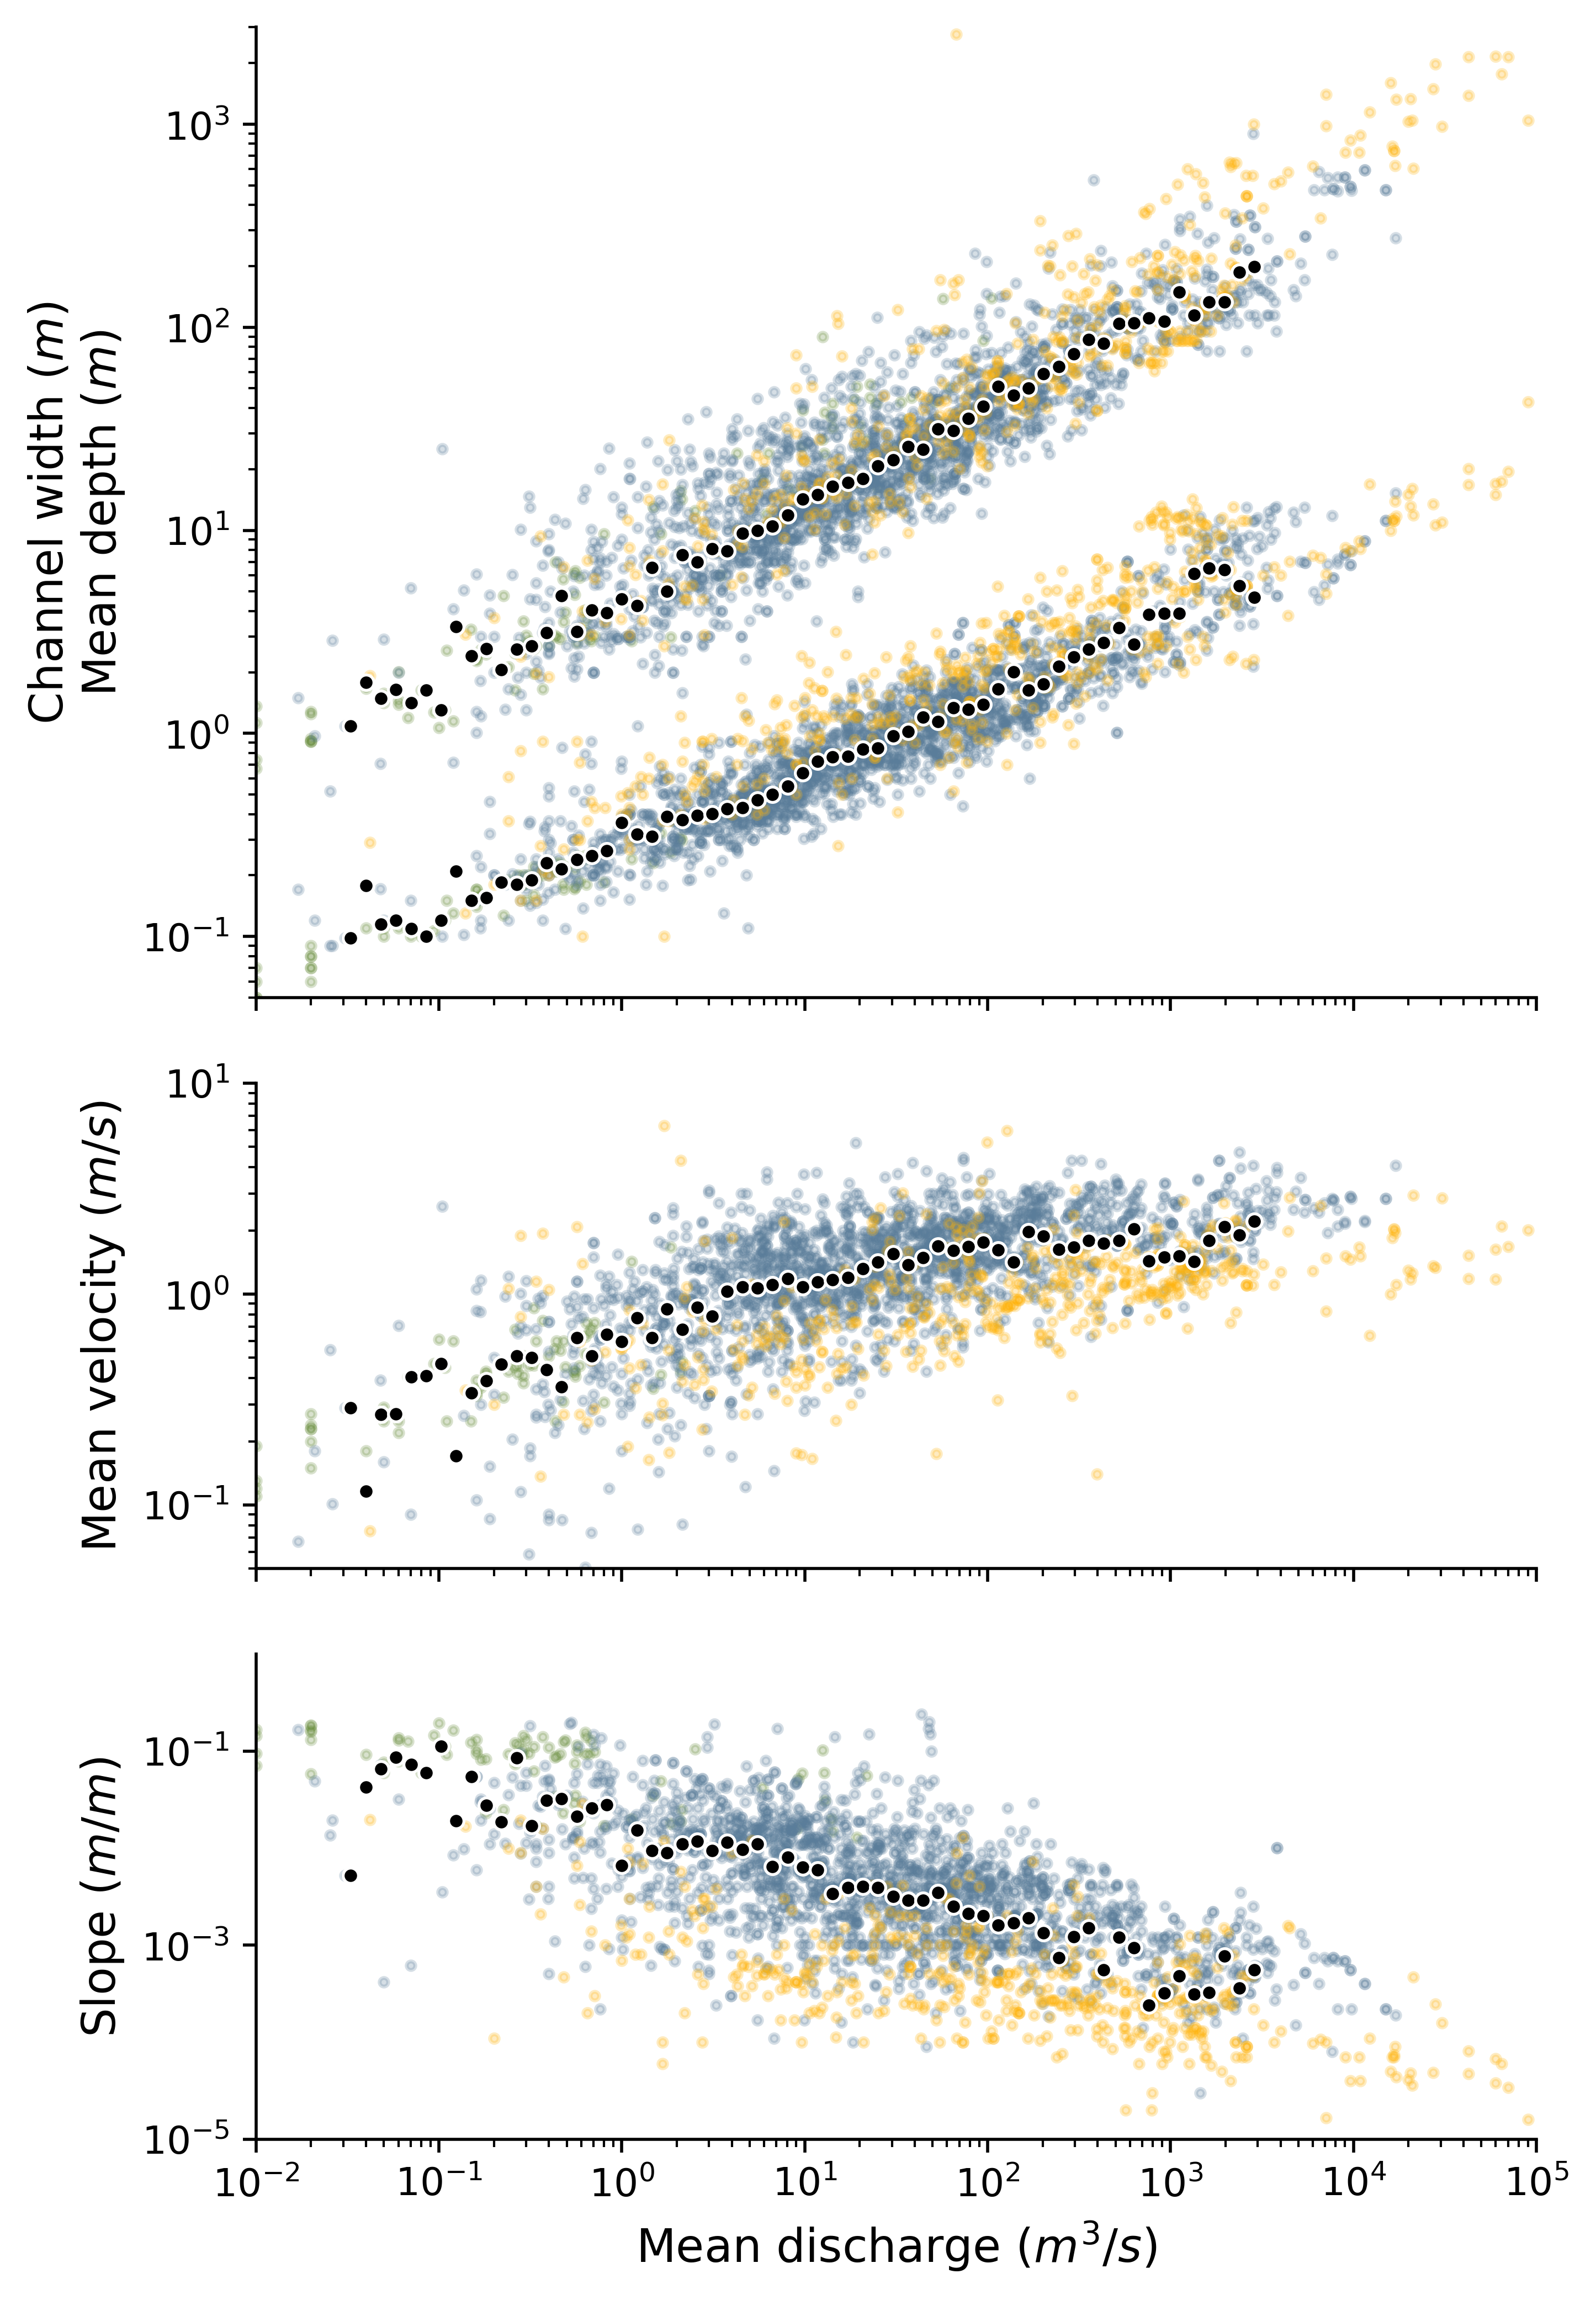 Channel width (m)
Mean depth (m)
10³
10²
10¹
10⁰
10⁻¹
Mean velocity (m/s)
10¹
10⁰
10⁻¹
Slope (m/m)
10⁻¹
10⁻³
10⁻⁵
10⁻² 10⁻¹ 10⁰ 10¹ 10² 10³ 10⁴ 10⁵
Mean discharge (m³/s)